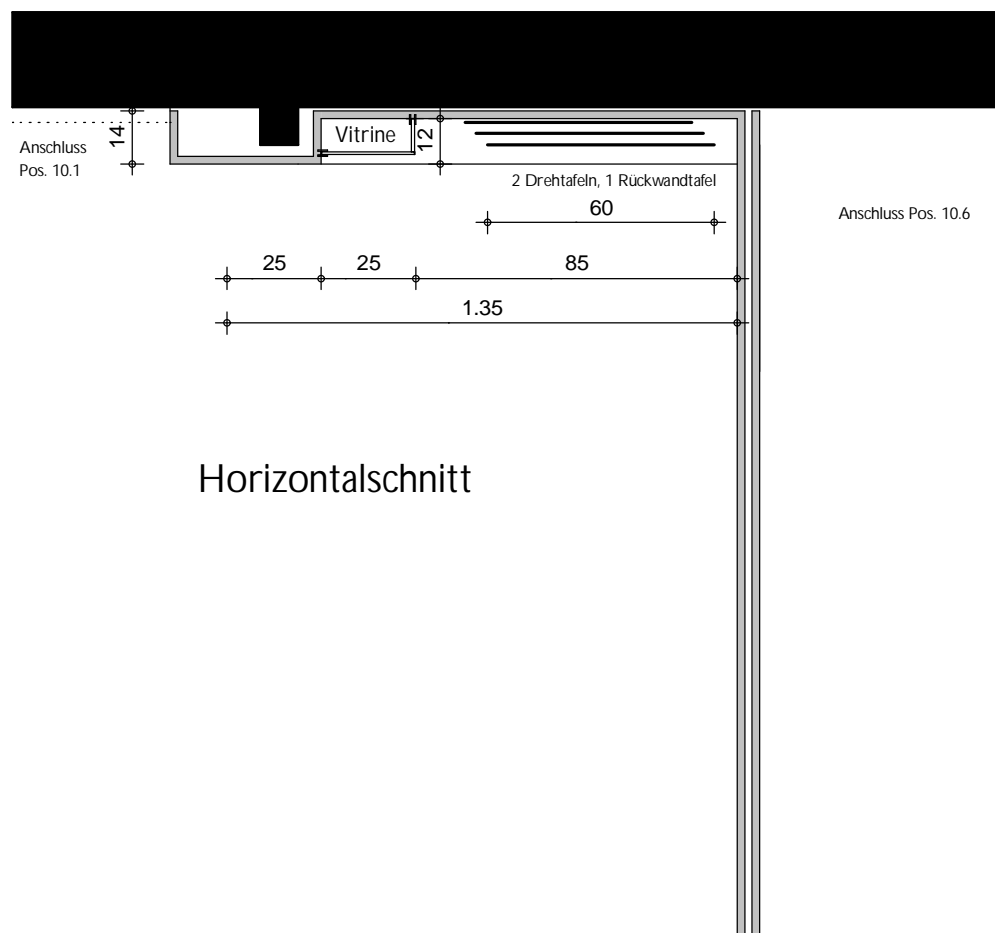 14
Anschluss
Pos. 10.1
Vitrine
12
2 Drehtafeln, 1 Rückwandtafel
60
Anschluss Pos. 10.6
25
25
85
1.35
Horizontalschnitt